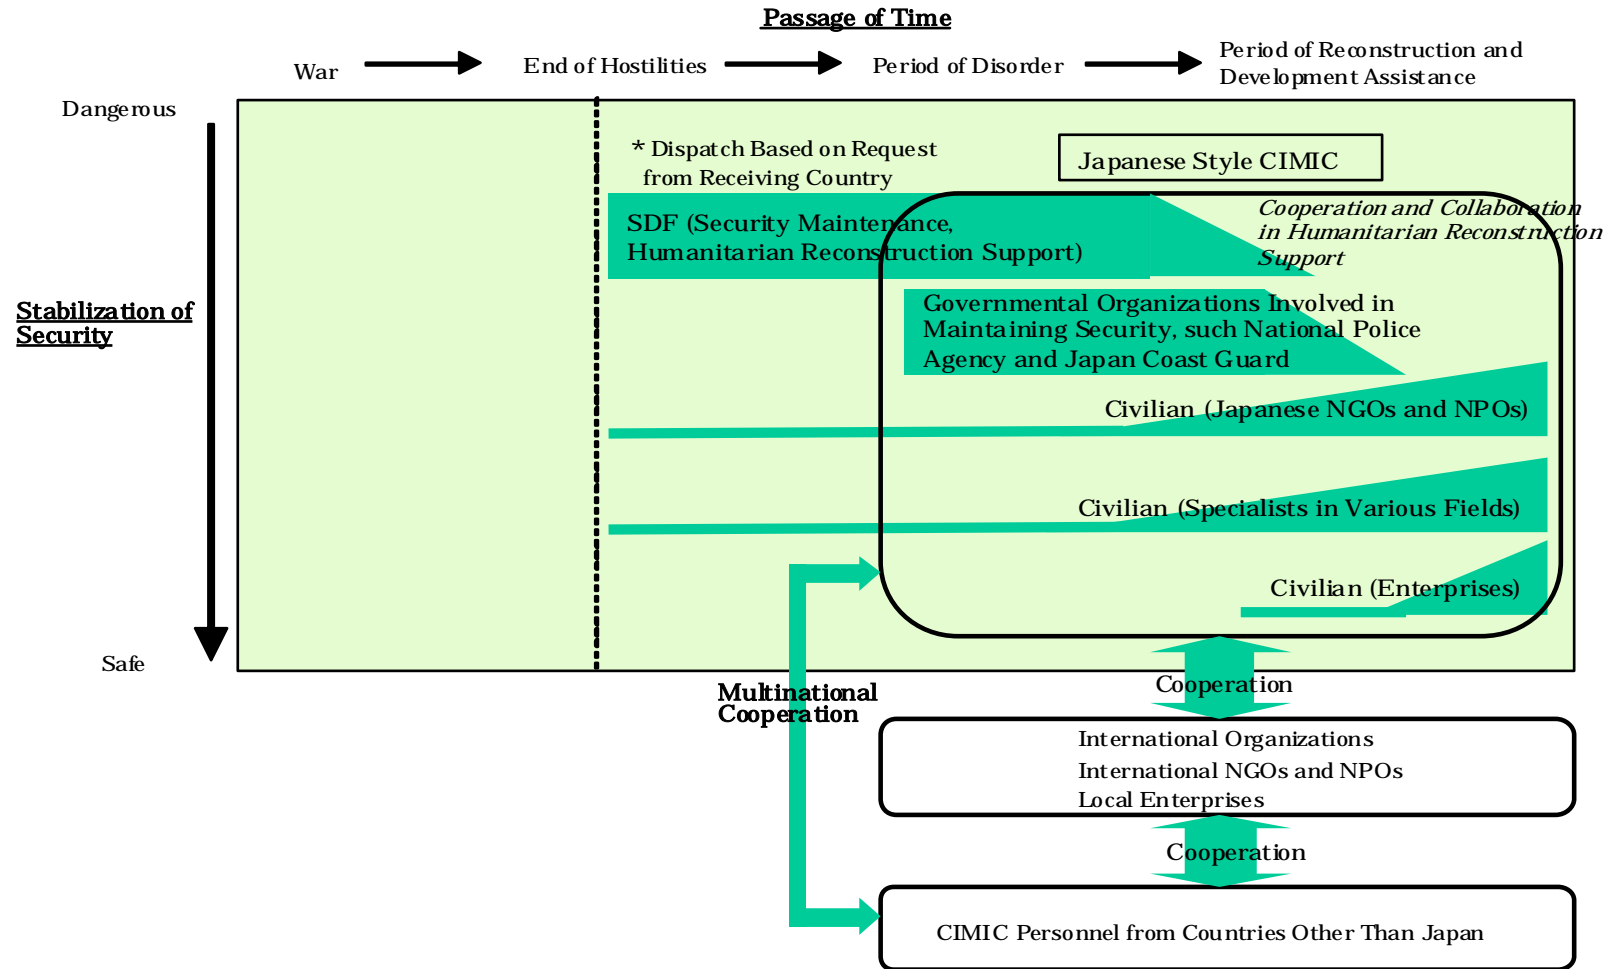 Passage of Time
War
End of Hostilities
Period of Disorder
Period of Reconstruction and
Development Assistance
Dangerous
* Dispatch Based on Request
from Receiving Country
Japanese Style CIMIC
SDF (Security Maintenance,
Humanitarian Reconstruction Support)
Cooperation and Collaboration
in Humanitarian Reconstruction
Support
Stabilization of
Security
Governmental Organizations Involved in
Maintaining Security, such National Police
Agency and Japan Coast Guard
Civilian (Japanese NGOs and NPOs)
Civilian (Specialists in Various Fields)
Civilian (Enterprises)
Safe
Multinational
Cooperation
Cooperation
International Organizations
International NGOs and NPOs
Local Enterprises
Cooperation
CIMIC Personnel from Countries Other Than Japan